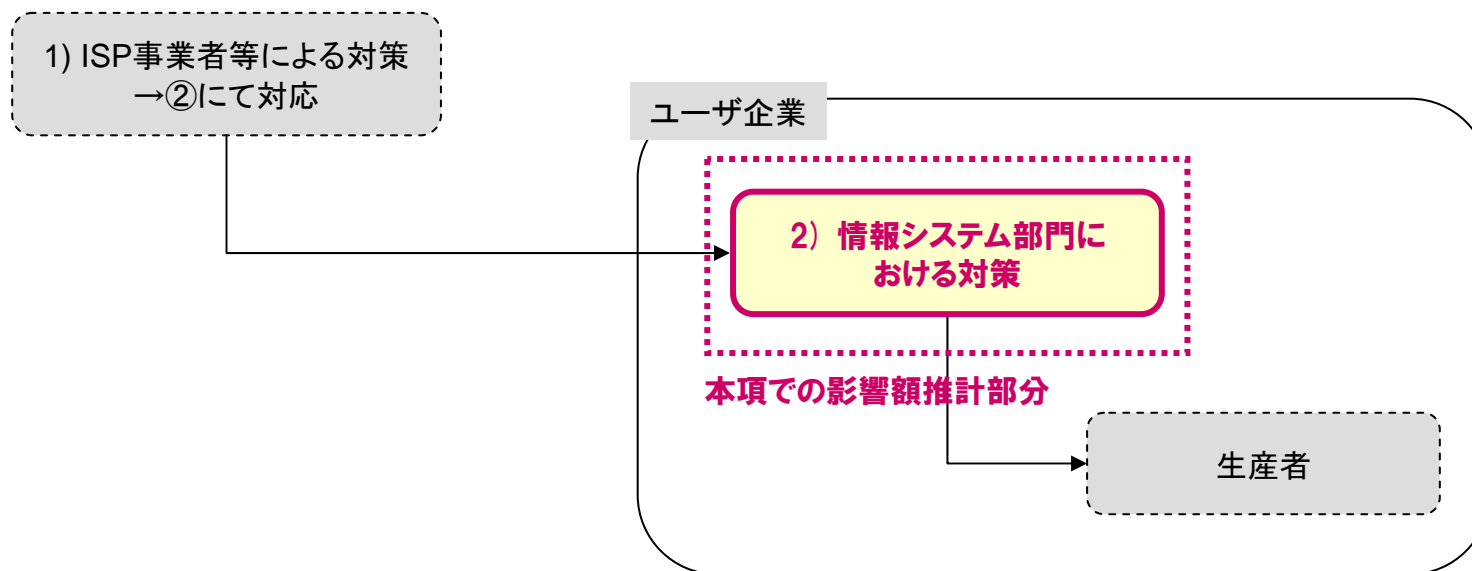 1) ISP事業者等による対策
→②にて対応
ユーザ企業
2) 情報システム部門に
おける対策
本項での影響額推計部分
生産者